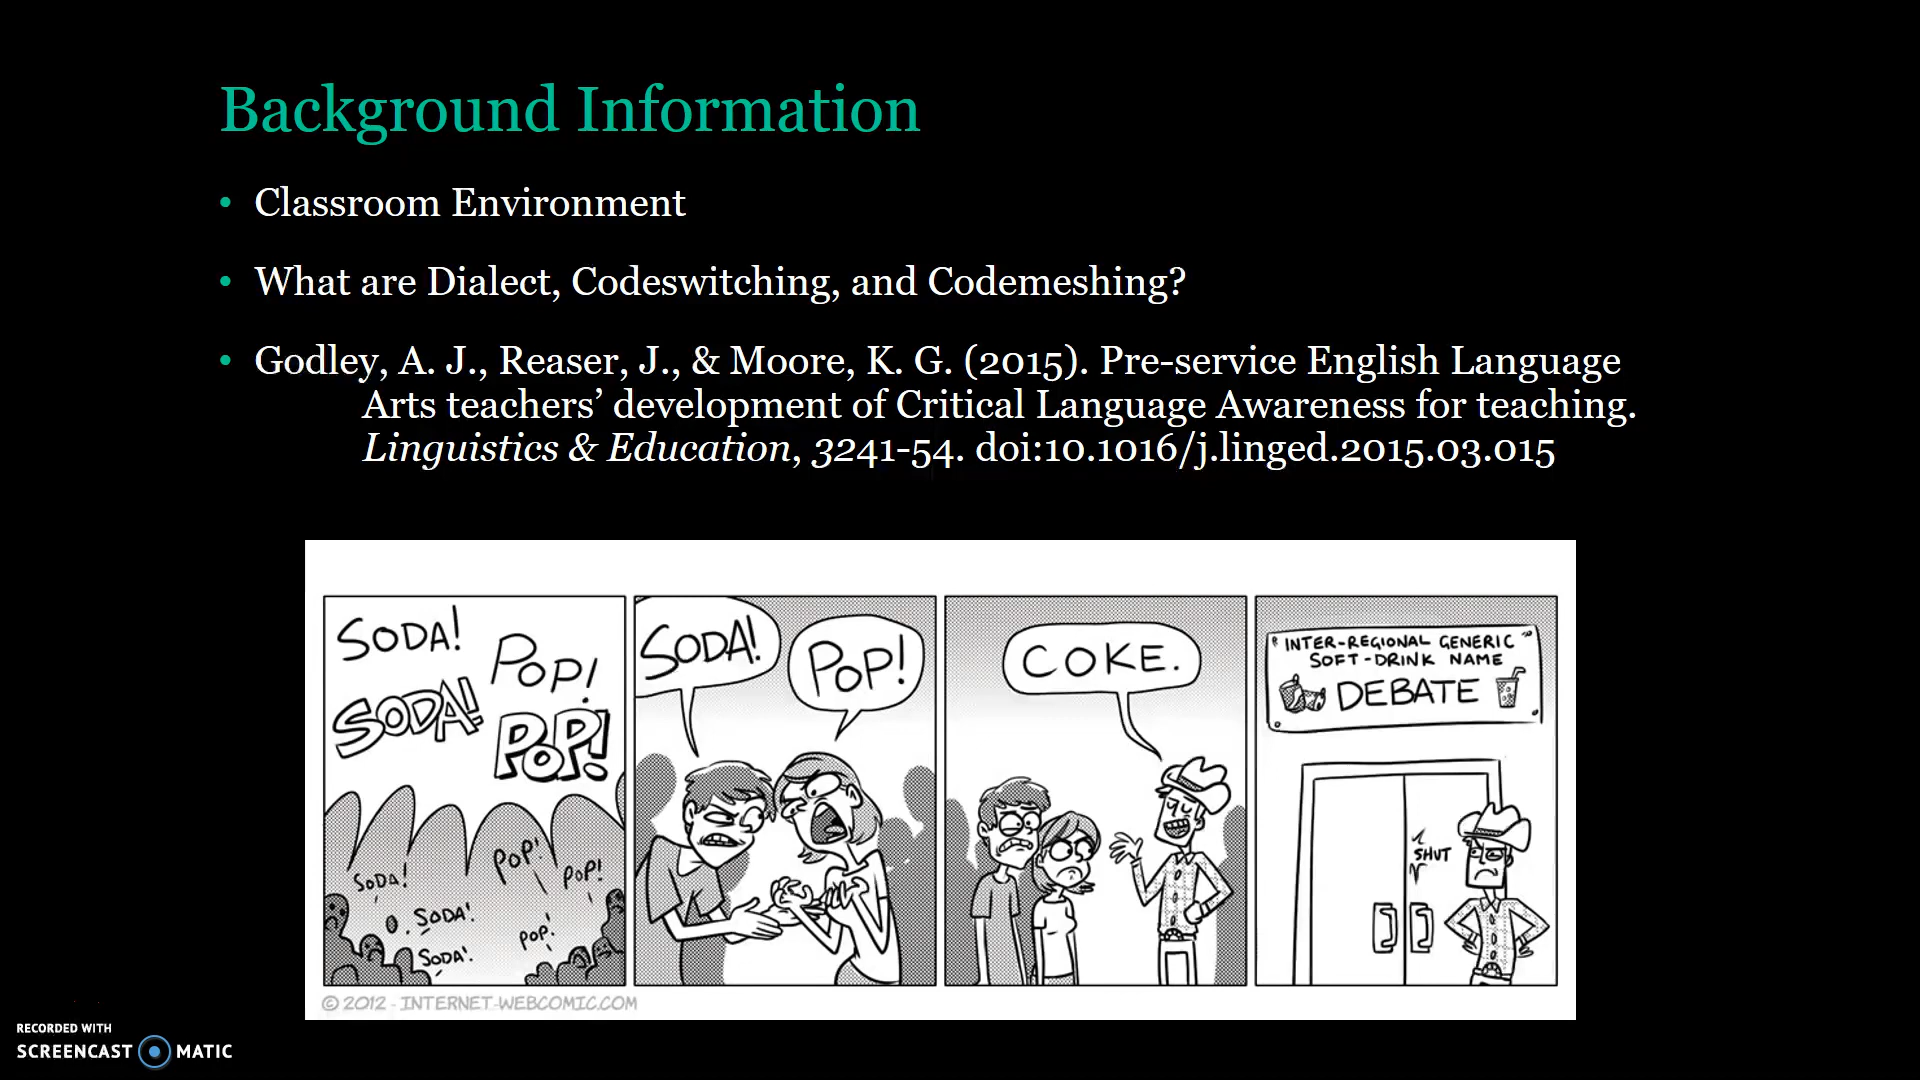 Background Information
• Classroom Environment
• What are Dialect, Codeswitching, and Codemeshing?
• Godley, A. J., Reaser, J., & Moore, K. G. (2015). Pre-service English Language
Arts teachers’ development of Critical Language Awareness for teaching.
Linguistics & Education, 3241-54. doi:10.1016/j.linged.2015.03.015
SODA!
POP!
SODA!
POP!
SODA!
POP!
POP!
SODA!
POP!
SODA!
SODA!
POP!
COKE.
INTER-REGIONAL GENERIC
SOFT-DRINK NAME
DEBATE
SHUT
© 2012 - INTERNET-WEBCOMIC.COM
RECORDED WITH
SCREENCAST MATIC